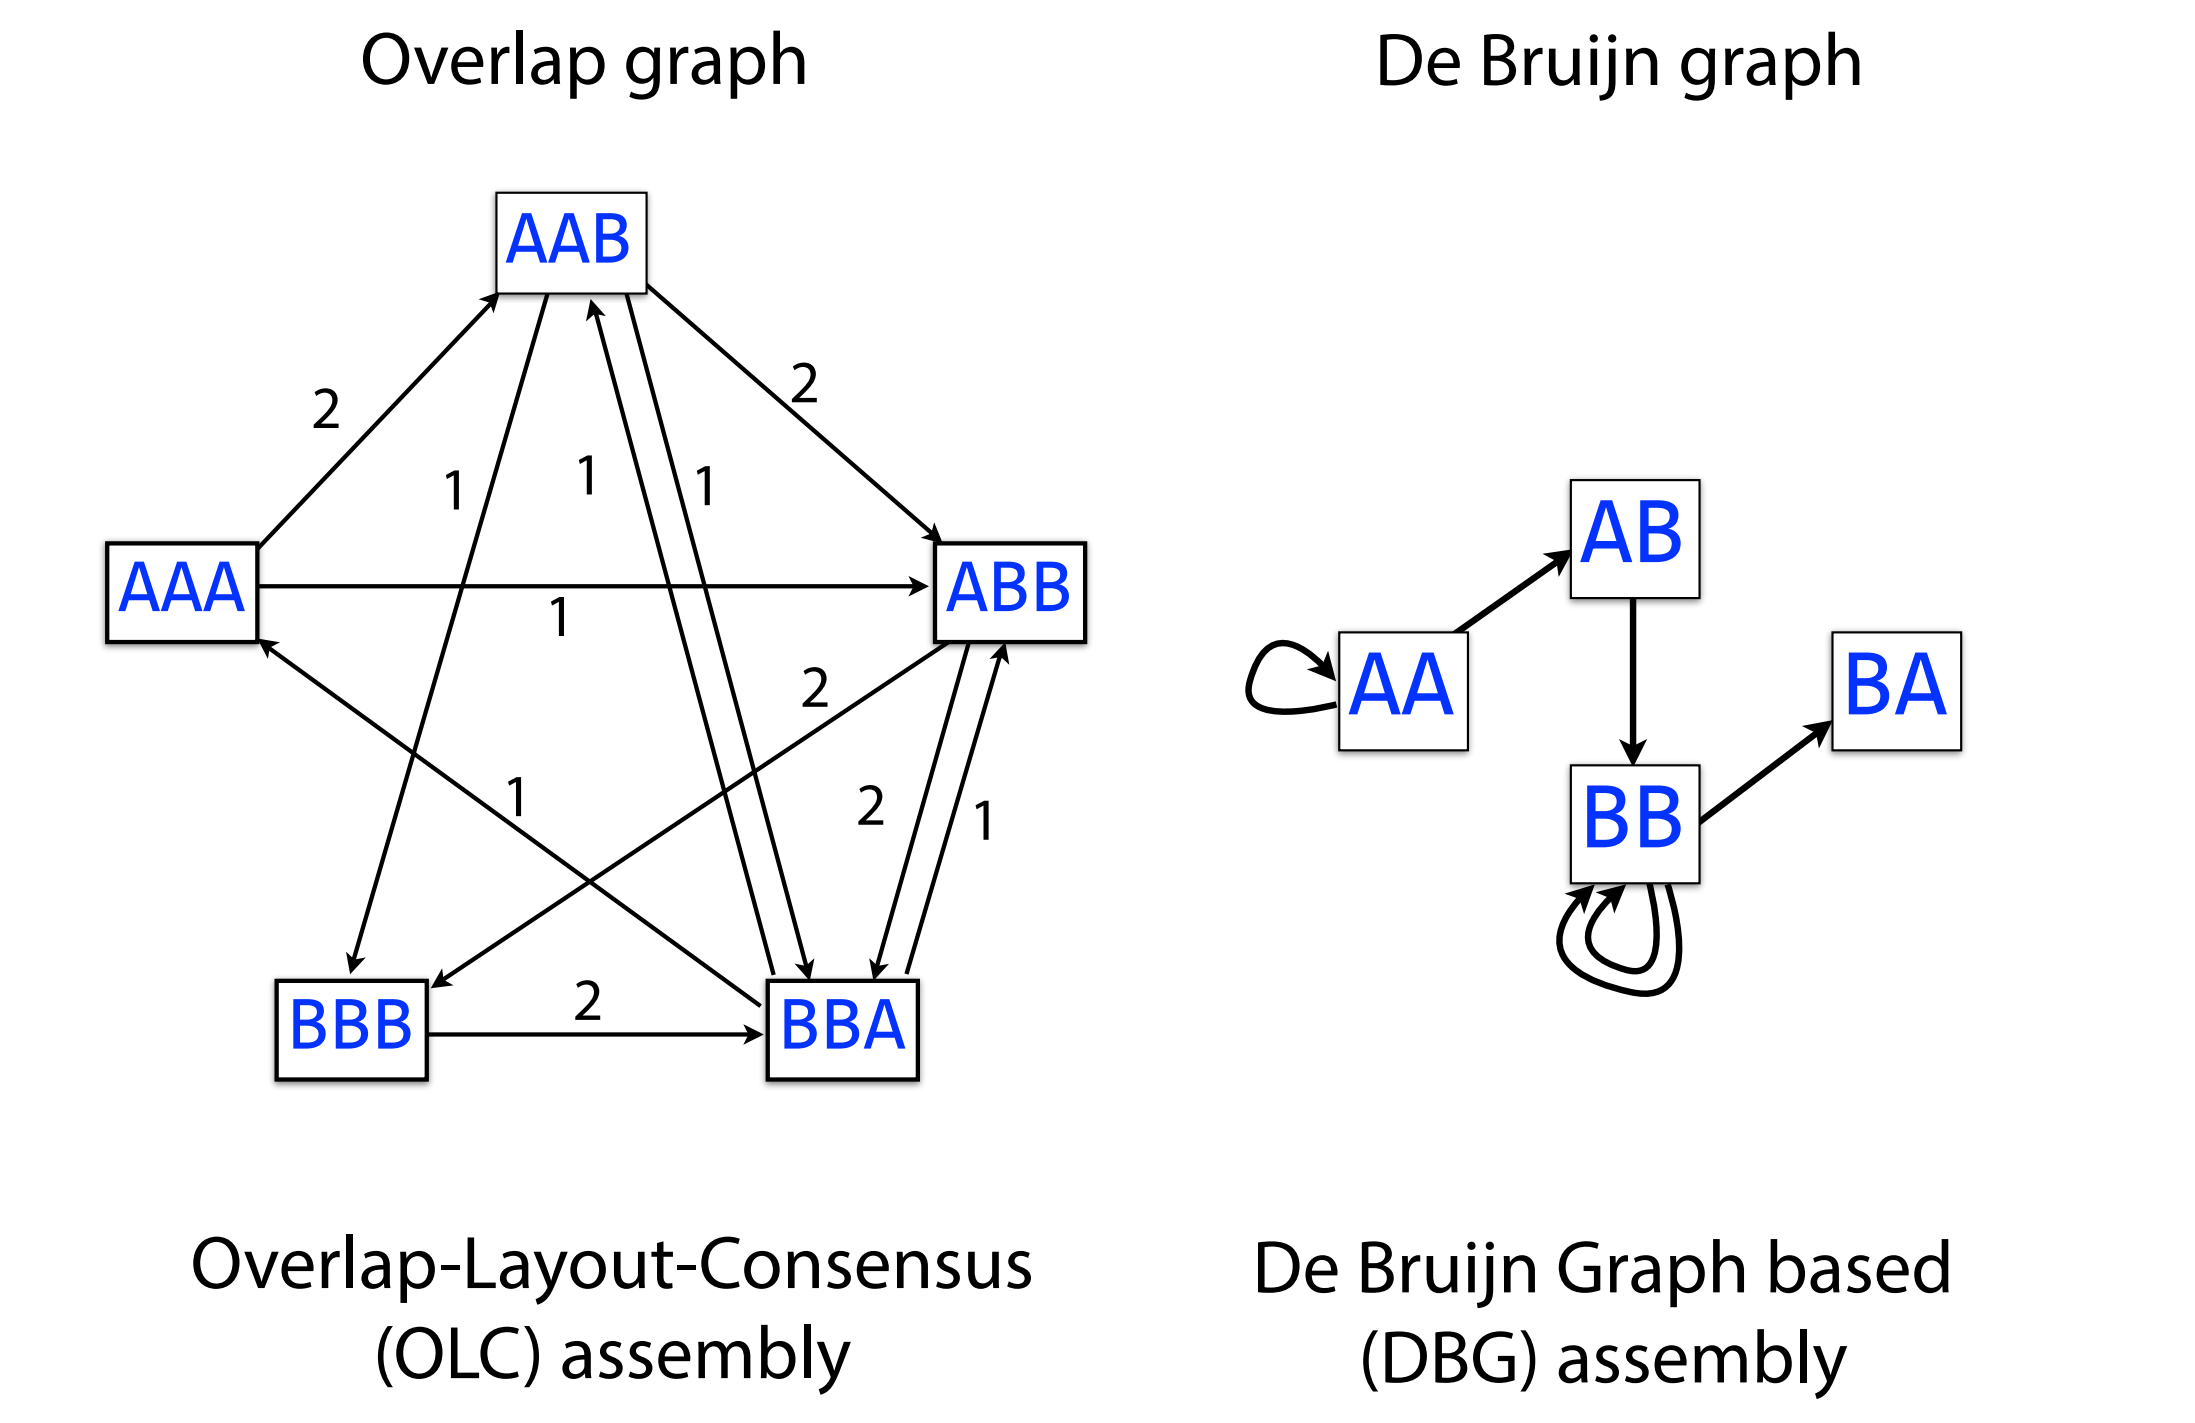 Overlap graph
De Bruijn graph
AAB
2
2
1
1
1
AAA
ABB
1
2
1
2
1
BBB
2
BBA
AB
AA
BA
BB
Overlap-Layout-Consensus
(OLC) assembly
De Bruijn Graph based
(DBG) assembly